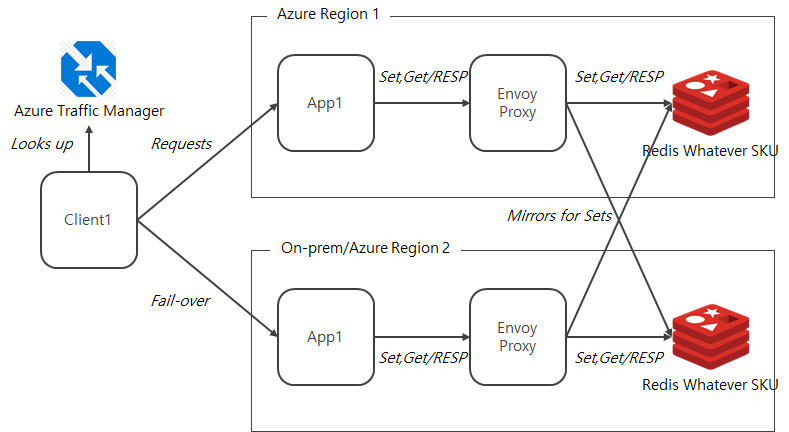 Azure Region 1
Azure Traffic Manager
Looks up
Client1
Requests
Fail-over
App1
Set,Get/RESP
Envoy
Proxy
Set,Get/RESP
Redis Whatever SKU
Mirrors for Sets
On-prem/Azure Region 2
App1
Set,Get/RESP
Envoy
Proxy
Set,Get/RESP
Redis Whatever SKU